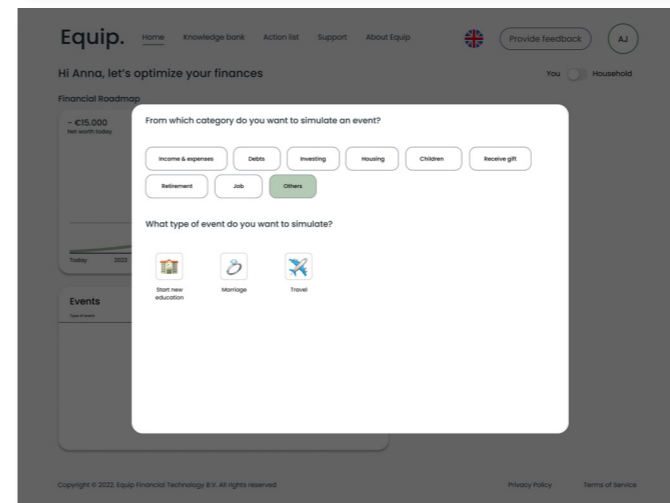 Equip. Home Knowledge bank Action list Support About Equip Provide feedback AJ
Hi Anna, let's optimize your finances You Household
Financial Roadmap
- €15.000
Net worth today
From which category do you want to simulate an event?
Income & expenses Debts Investing Housing Children Receive gift
Retirement Job Others
What type of event do you want to simulate?
Start new education
Marriage
Travel
Today 2023
Events
Type of event
Copyright © 2022. Equip Financial Technology B.V. All rights reserved Privacy Policy Terms of Service